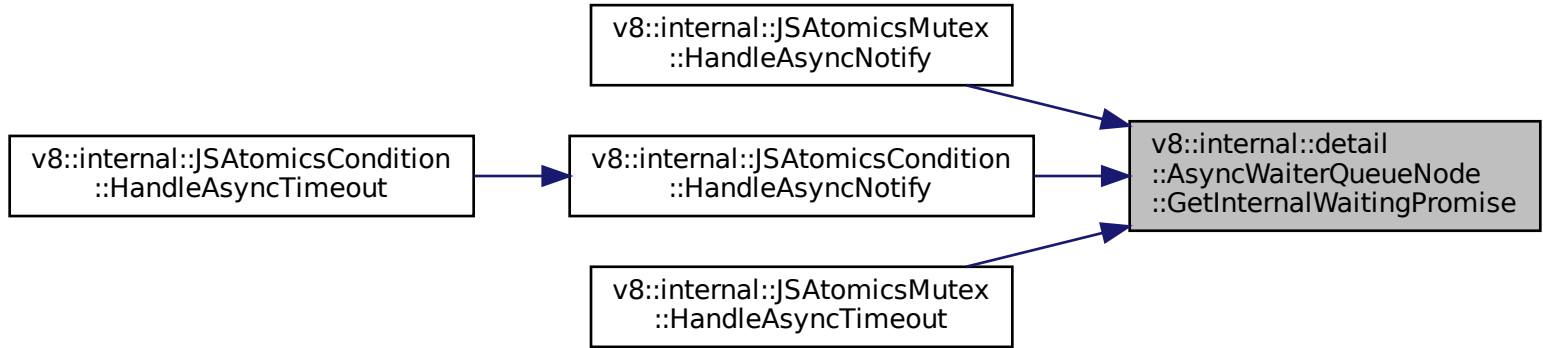 v8::internal::JSAtomicsMutex
::HandleAsyncNotify
v8::internal::JSAtomicsCondition
::HandleAsyncTimeout
v8::internal::JSAtomicsCondition
::HandleAsyncNotify
v8::internal::detail
::AsyncWaiterQueueNode
::GetInternalWaitingPromise
v8::internal::JSAtomicsMutex
::HandleAsyncTimeout